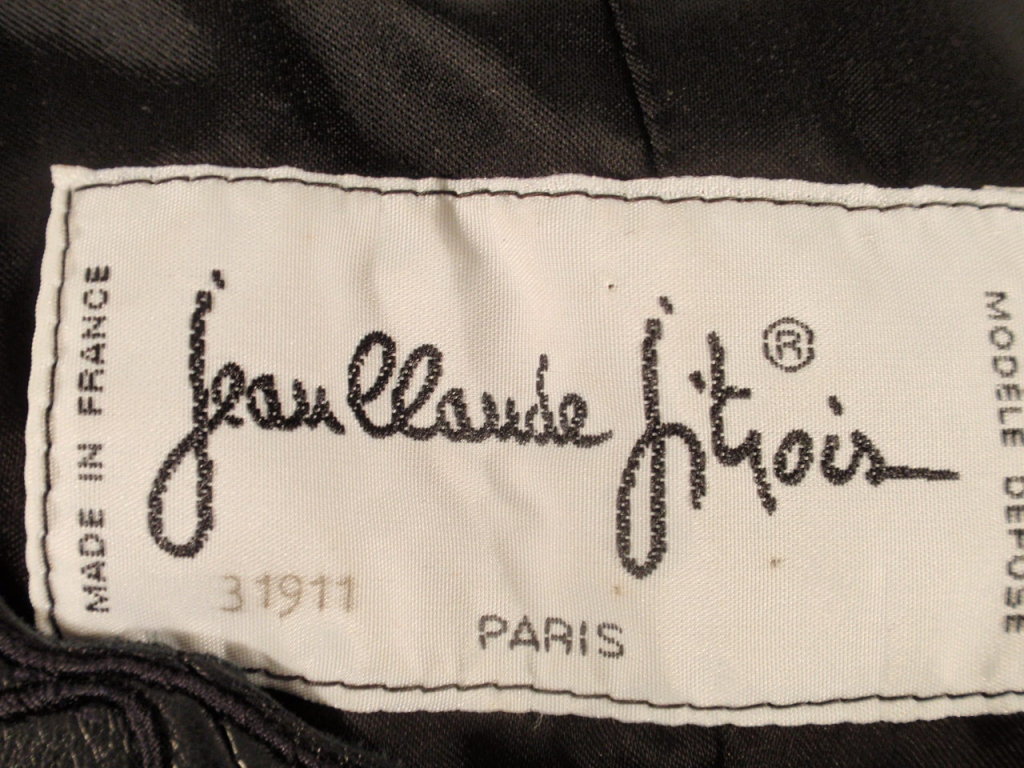 MADE IN FRANCE
jean Claude jitrois ®
31911
PARIS
MODELE DEPOSE